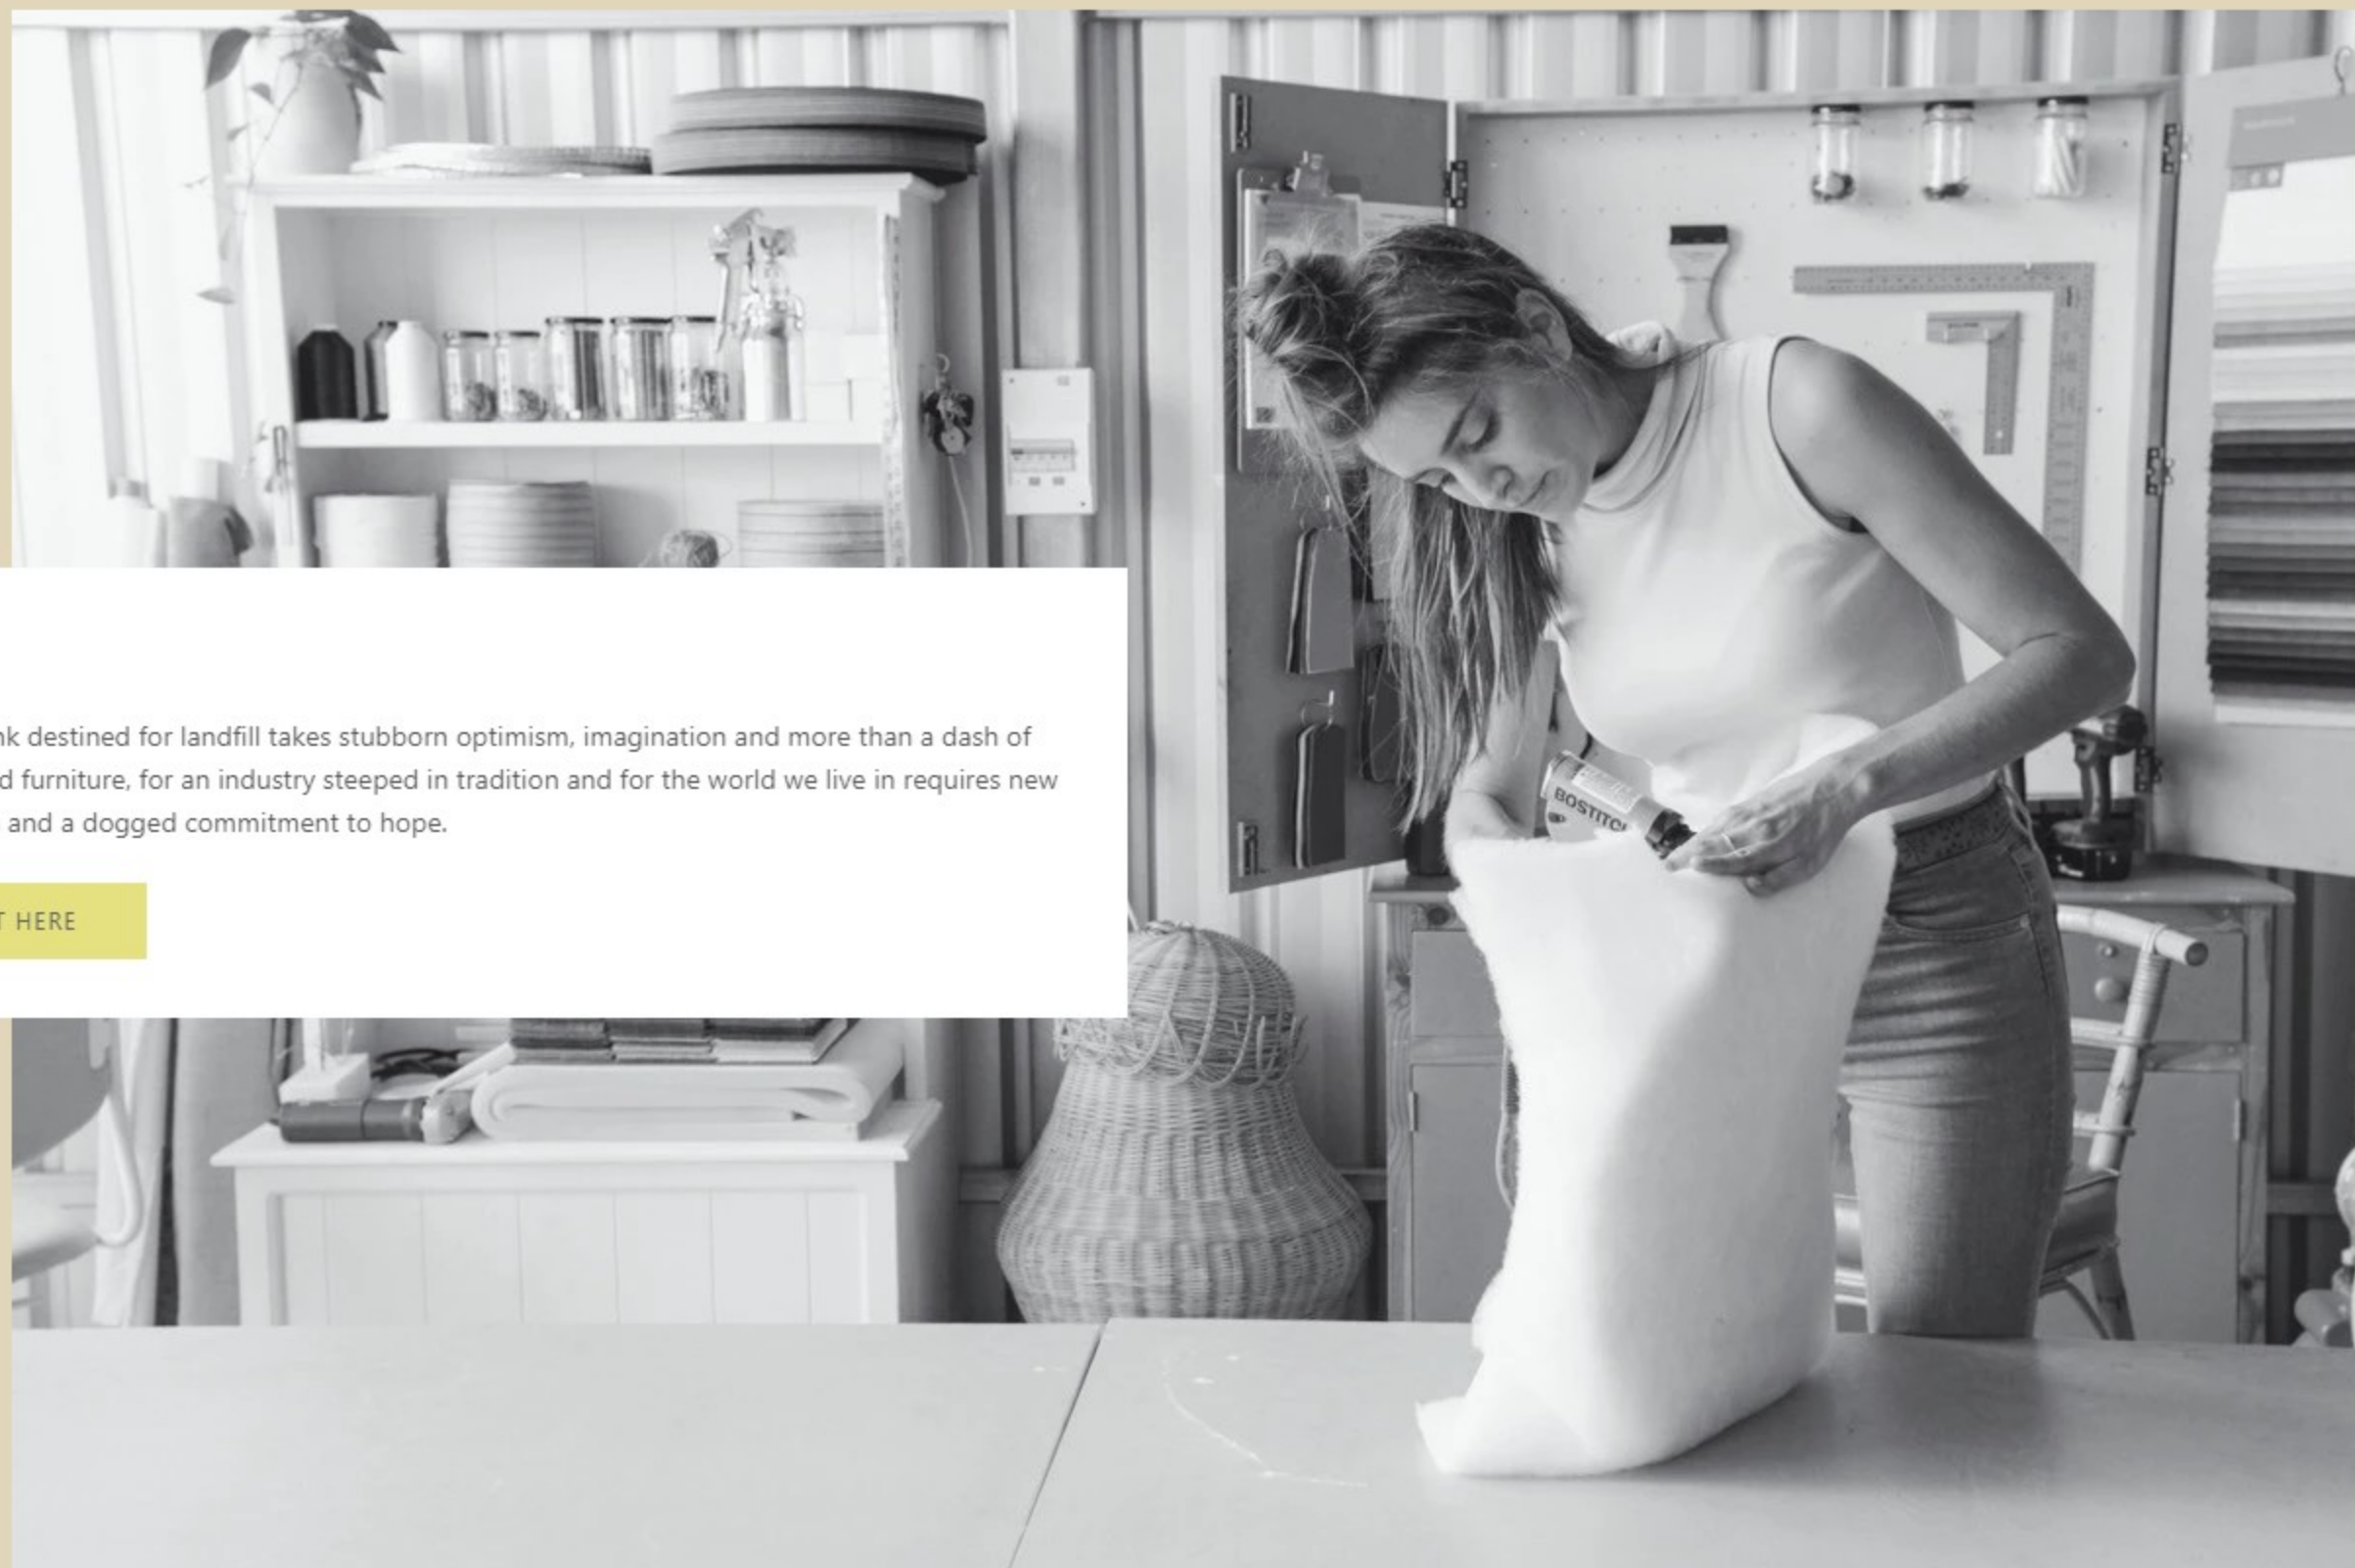 destined for landfill takes stubborn optimism, imagination and more than a dash of
furniture, for an industry steeped in tradition and for the world we live in requires new
and a dogged commitment to hope.
HERE
BOSTITC